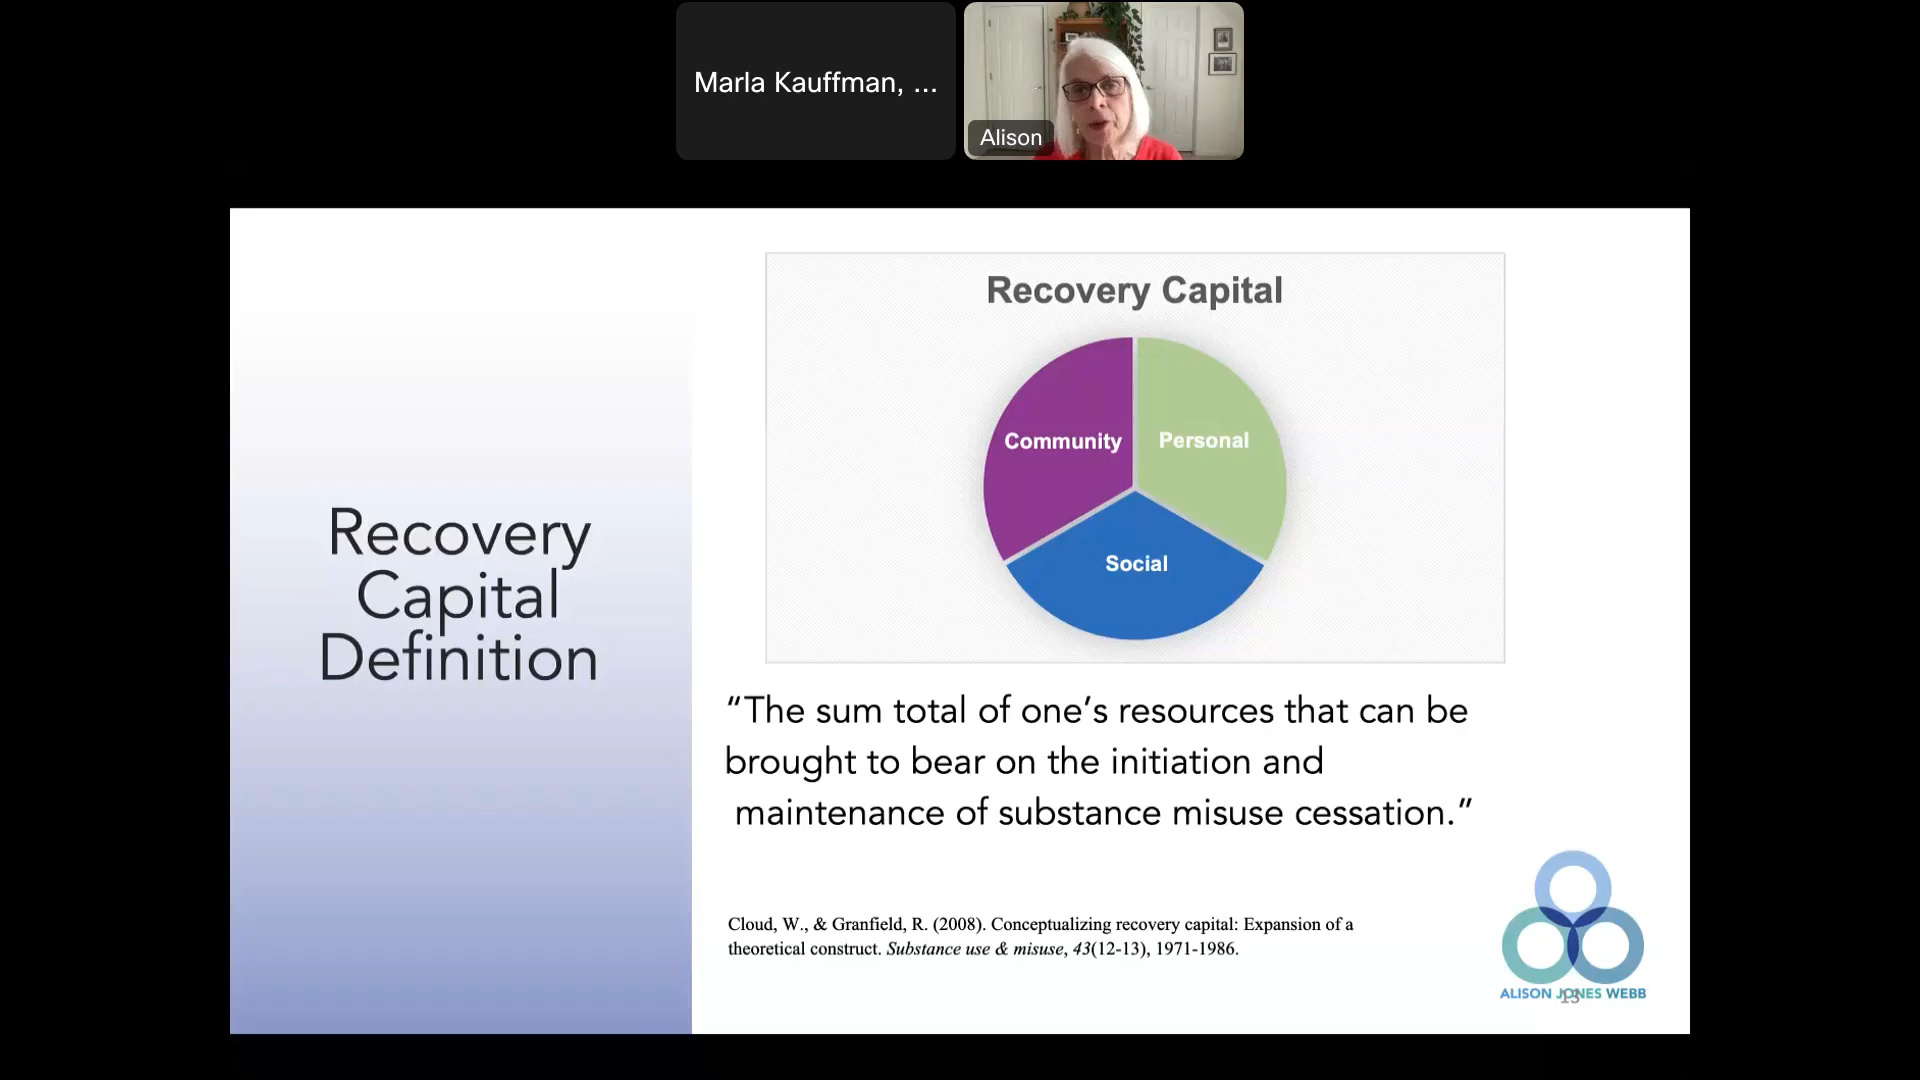 Marla Kauffman, ...
Alison
Recovery
Capital
Definition
Recovery Capital
Community
Personal
Social
“The sum total of one’s resources that can be
brought to bear on the initiation and
maintenance of substance misuse cessation.”
Cloud, W., & Granfield, R. (2008). Conceptualizing recovery capital: Expansion of a
theoretical construct. Substance use & misuse, 43(12-13), 1971-1986.
ALISON JONES WEBB
13